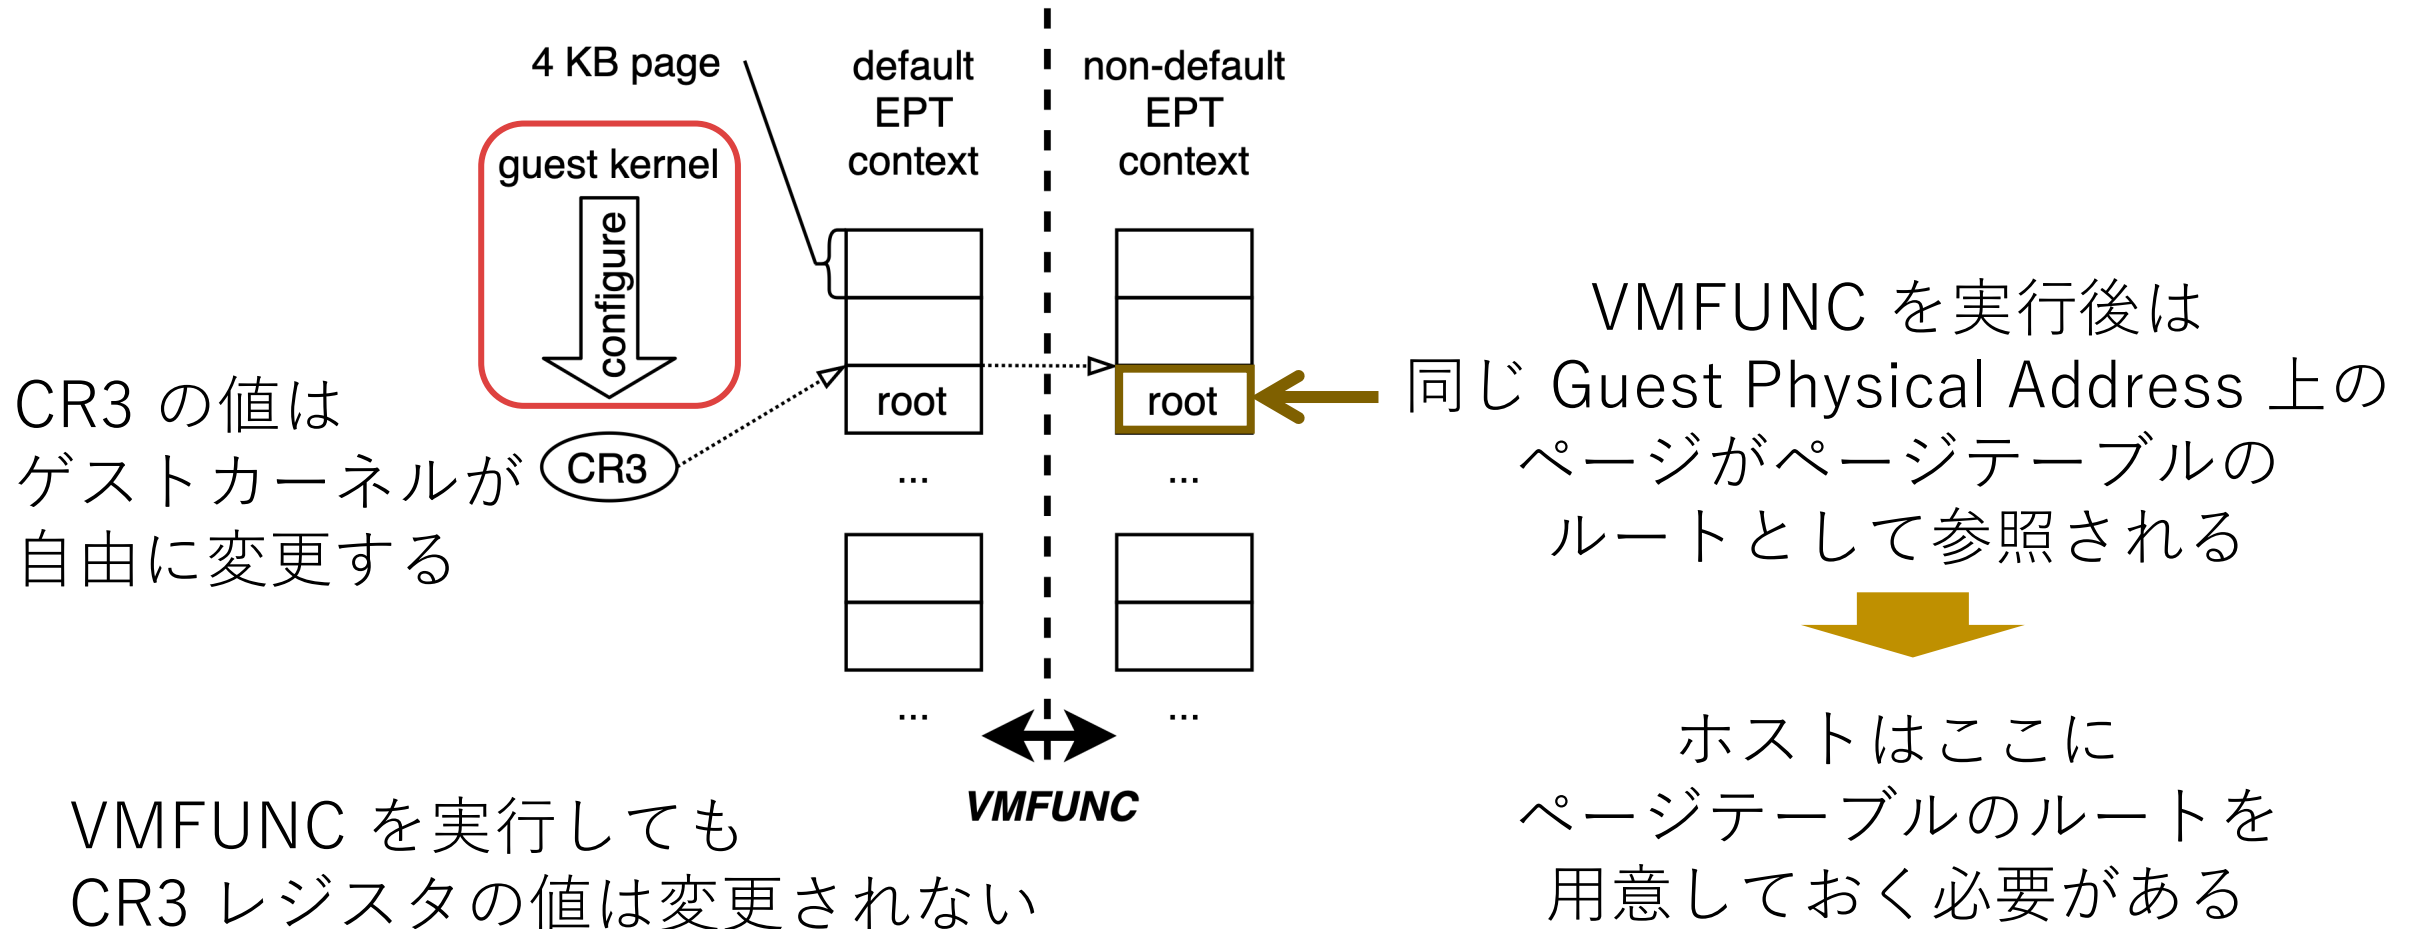 4 KB page
default
EPT
context
non-default
EPT
context
guest kernel
configure
CR3
root
root
...
...
...
...
VMFUNC
CR3 の値は
ゲストカーネルが
自由に変更する
VMFUNC を実行しても
CR3 レジスタの値は変更されない
VMFUNC を実行後は
同じ Guest Physical Address 上の
ページがページテーブルの
ルートとして参照される
ホストはここに
ページテーブルのルートを
用意しておく必要がある